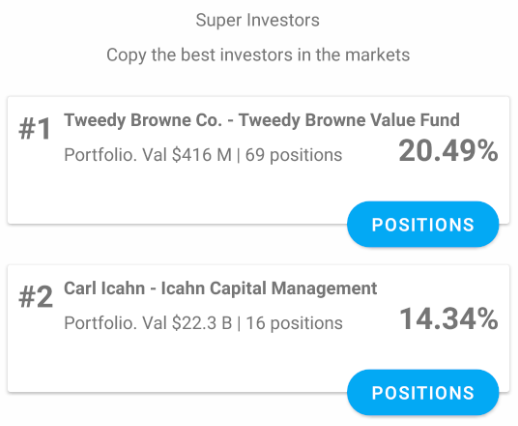 Super Investors
Copy the best investors in the markets
#1
Tweedy Browne Co. - Tweedy Browne Value Fund
Portfolio. Val $416 M | 69 positions
20.49%
POSITIONS
#2
Carl Icahn - Icahn Capital Management
Portfolio. Val $22.3 B | 16 positions
14.34%
POSITIONS